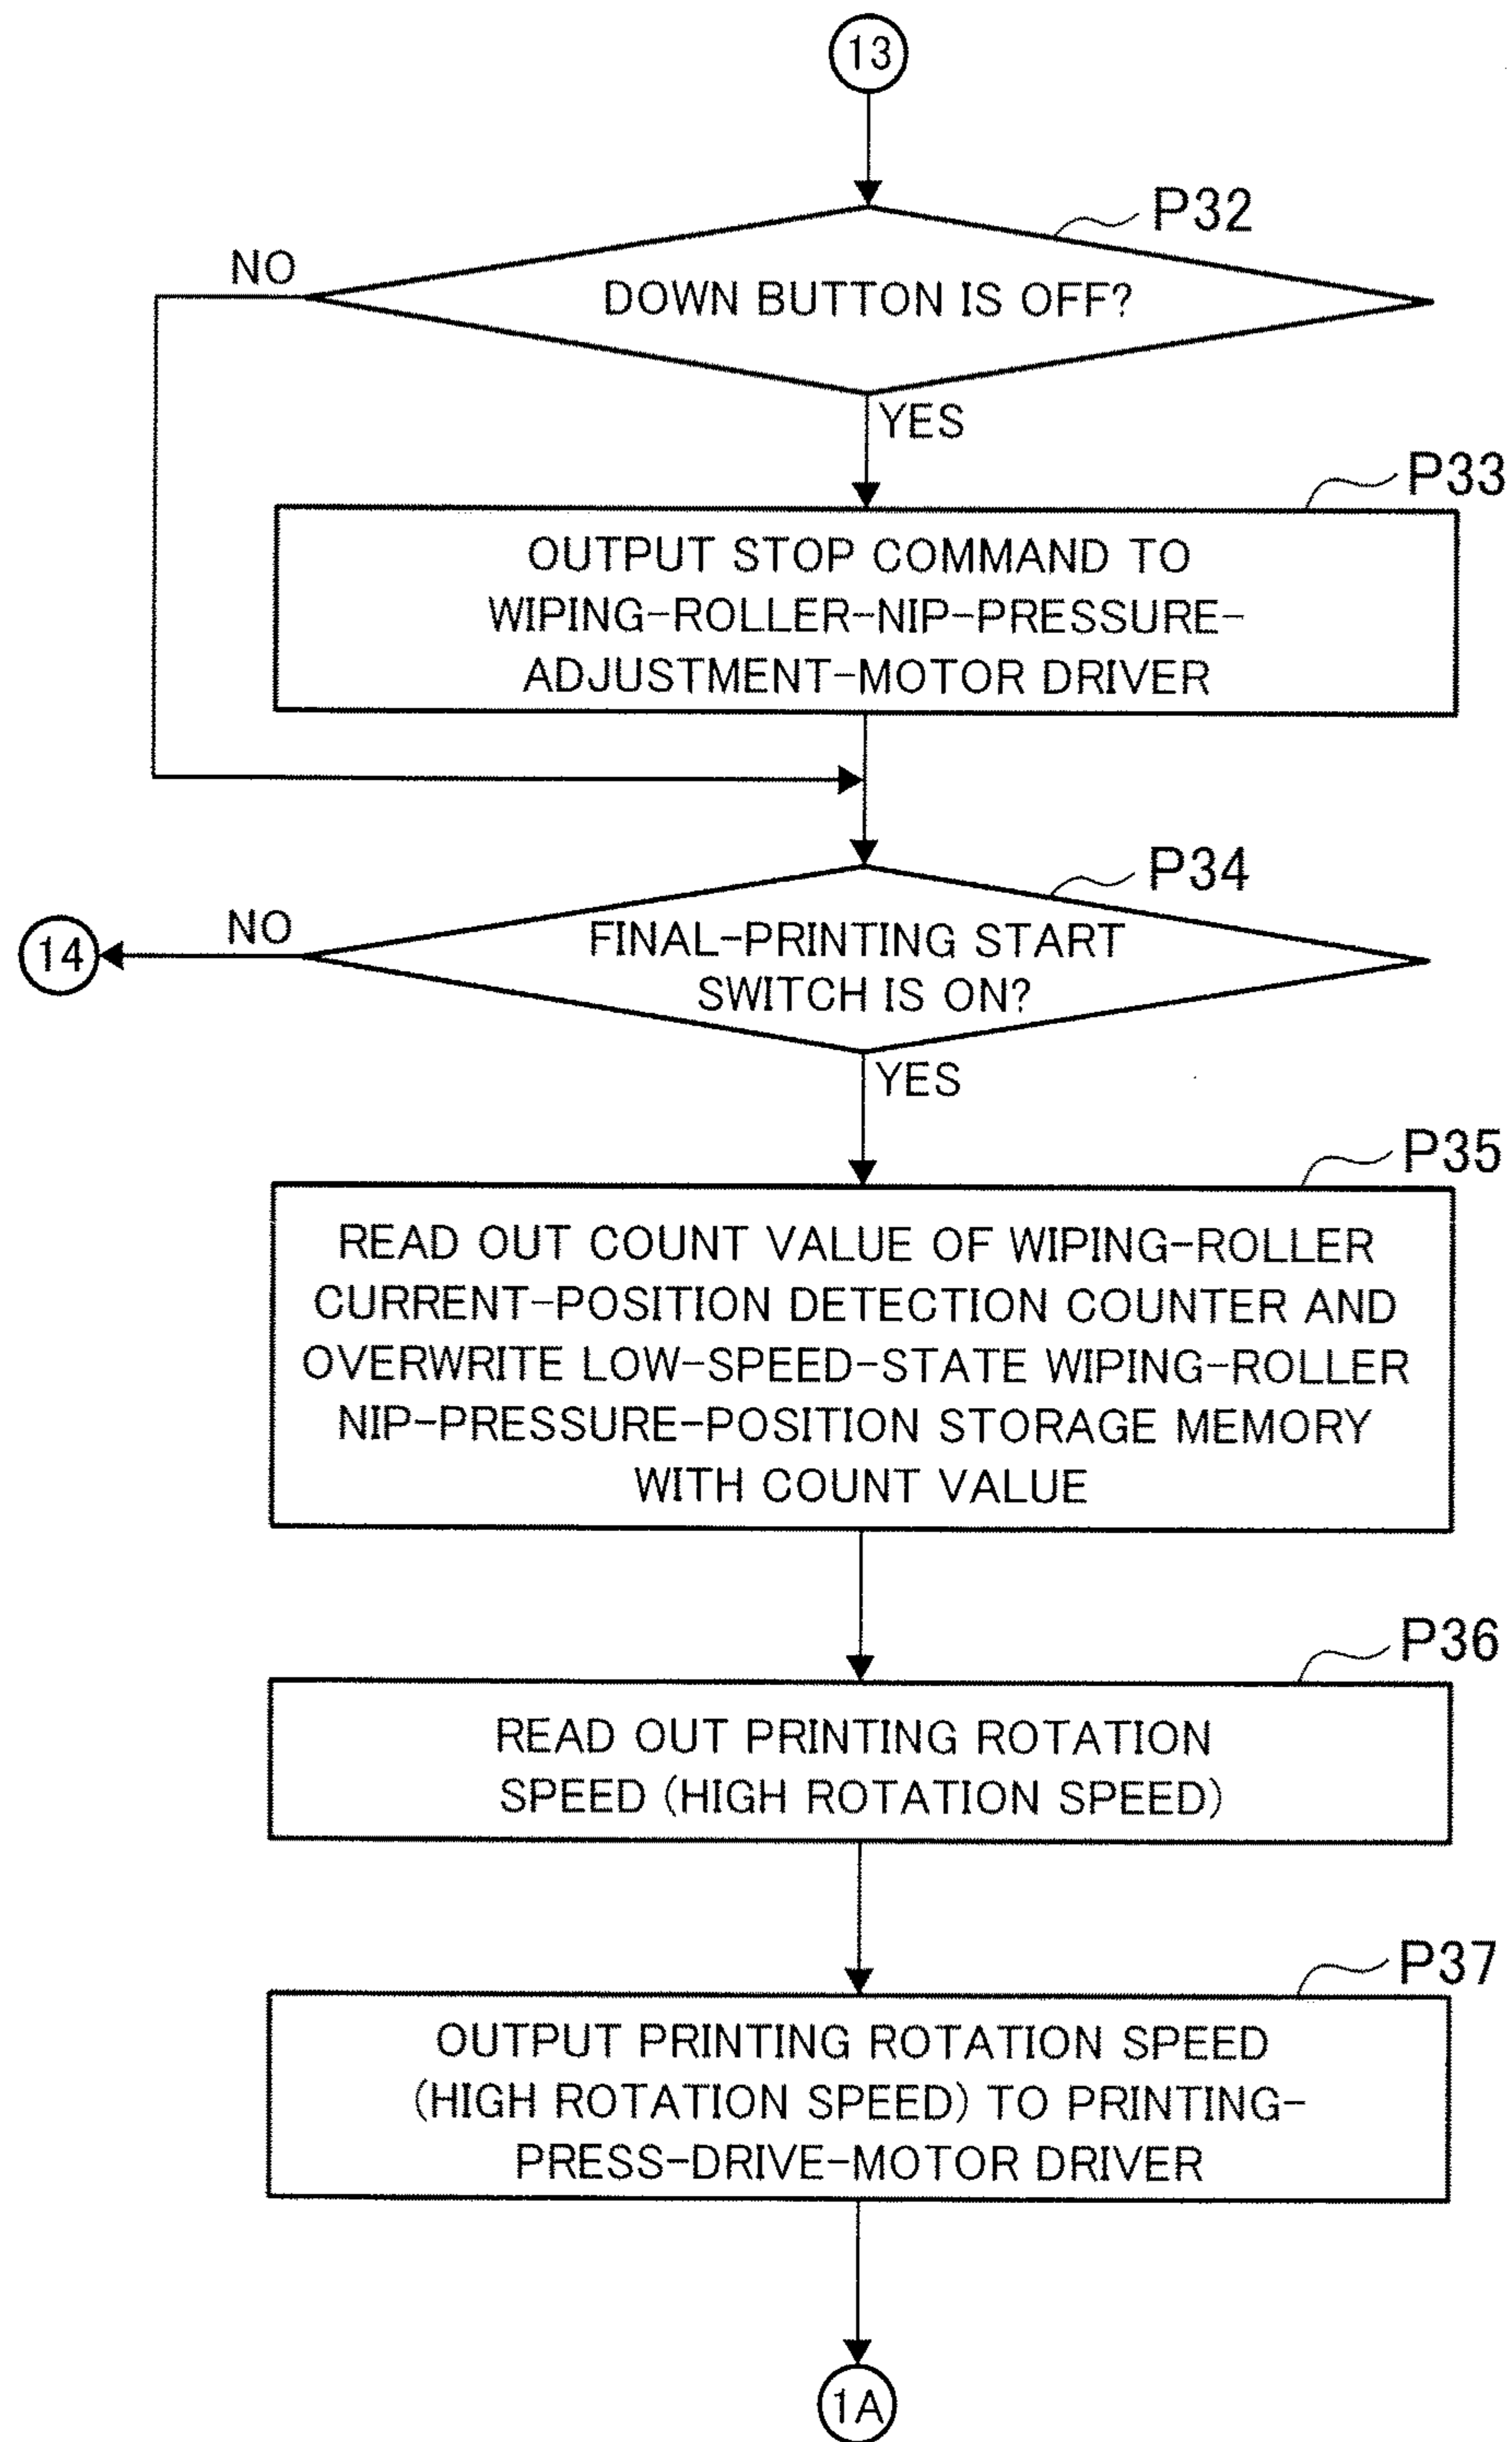 13
P32
NO
DOWN BUTTON IS OFF?
YES
P33
OUTPUT STOP COMMAND TO
WIPING-ROLLER-NIP-PRESSURE-
ADJUSTMENT-MOTOR DRIVER
P34
14
NO
FINAL-PRINTING START
SWITCH IS ON?
YES
P35
READ OUT COUNT VALUE OF WIPING-ROLLER
CURRENT-POSITION DETECTION COUNTER AND
OVERWRITE LOW-SPEED-STATE WIPING-ROLLER
NIP-PRESSURE-POSITION STORAGE MEMORY
WITH COUNT VALUE
P36
READ OUT PRINTING ROTATION
SPEED (HIGH ROTATION SPEED)
P37
OUTPUT PRINTING ROTATION SPEED
(HIGH ROTATION SPEED) TO PRINTING-
PRESS-DRIVE-MOTOR DRIVER
1A